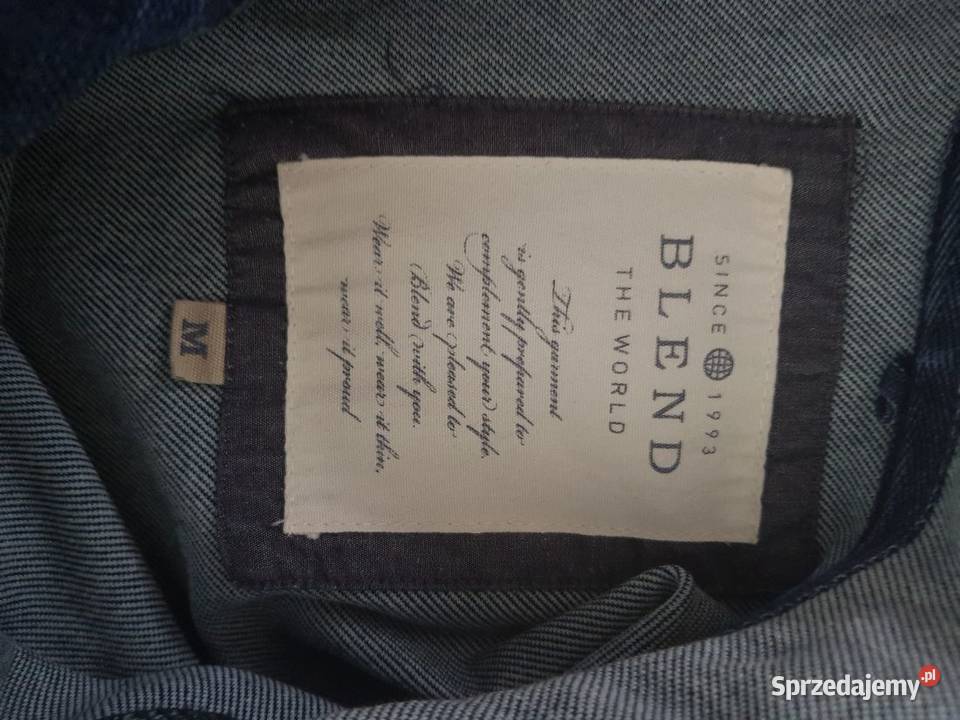 SINCE 1993
BLEND
THE WORLD
This garment
is gently prepared to
complement your style.
We are pleased to
Blend with you.
Wear it well, wear it thin,
wear it proud
M
Sprzedajemy.pl